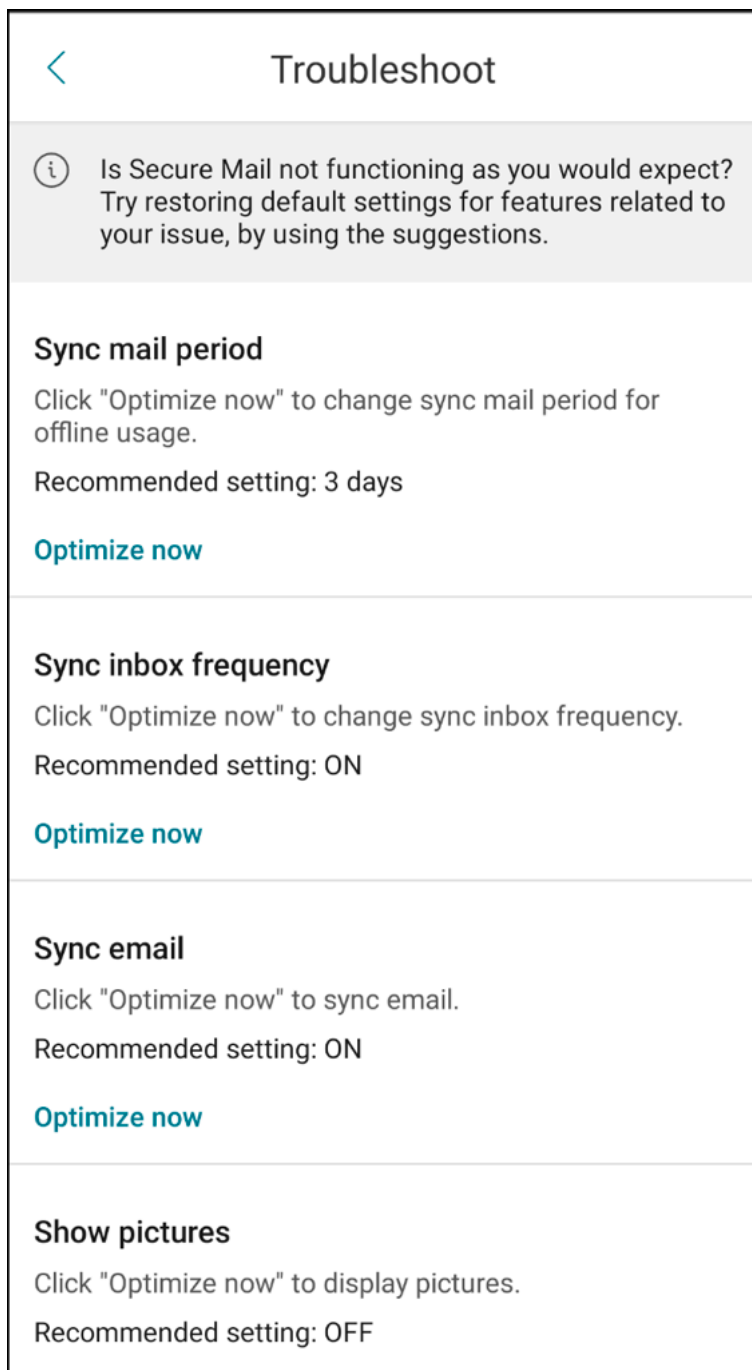 Troubleshoot
Is Secure Mail not functioning as you would expect?
Try restoring default settings for features related to
your issue, by using the suggestions.
Sync mail period
Click "Optimize now" to change sync mail period for
offline usage.
Recommended setting: 3 days
Optimize now
Sync inbox frequency
Click "Optimize now" to change sync inbox frequency.
Recommended setting: ON
Optimize now
Sync email
Click "Optimize now" to sync email.
Recommended setting: ON
Optimize now
Show pictures
Click "Optimize now" to display pictures.
Recommended setting: OFF